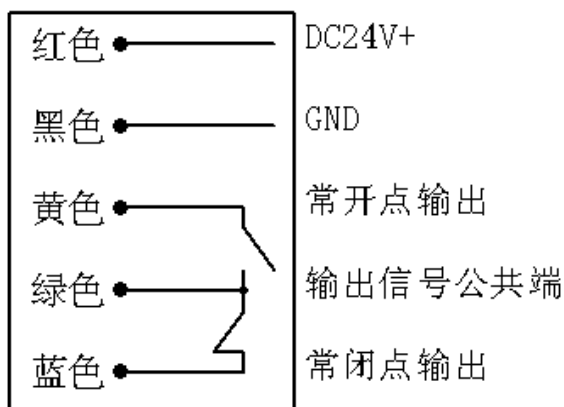 红色 DC24V+
黑色 GND
黄色 常开点输出
绿色 输出信号公共端
蓝色 常闭点输出